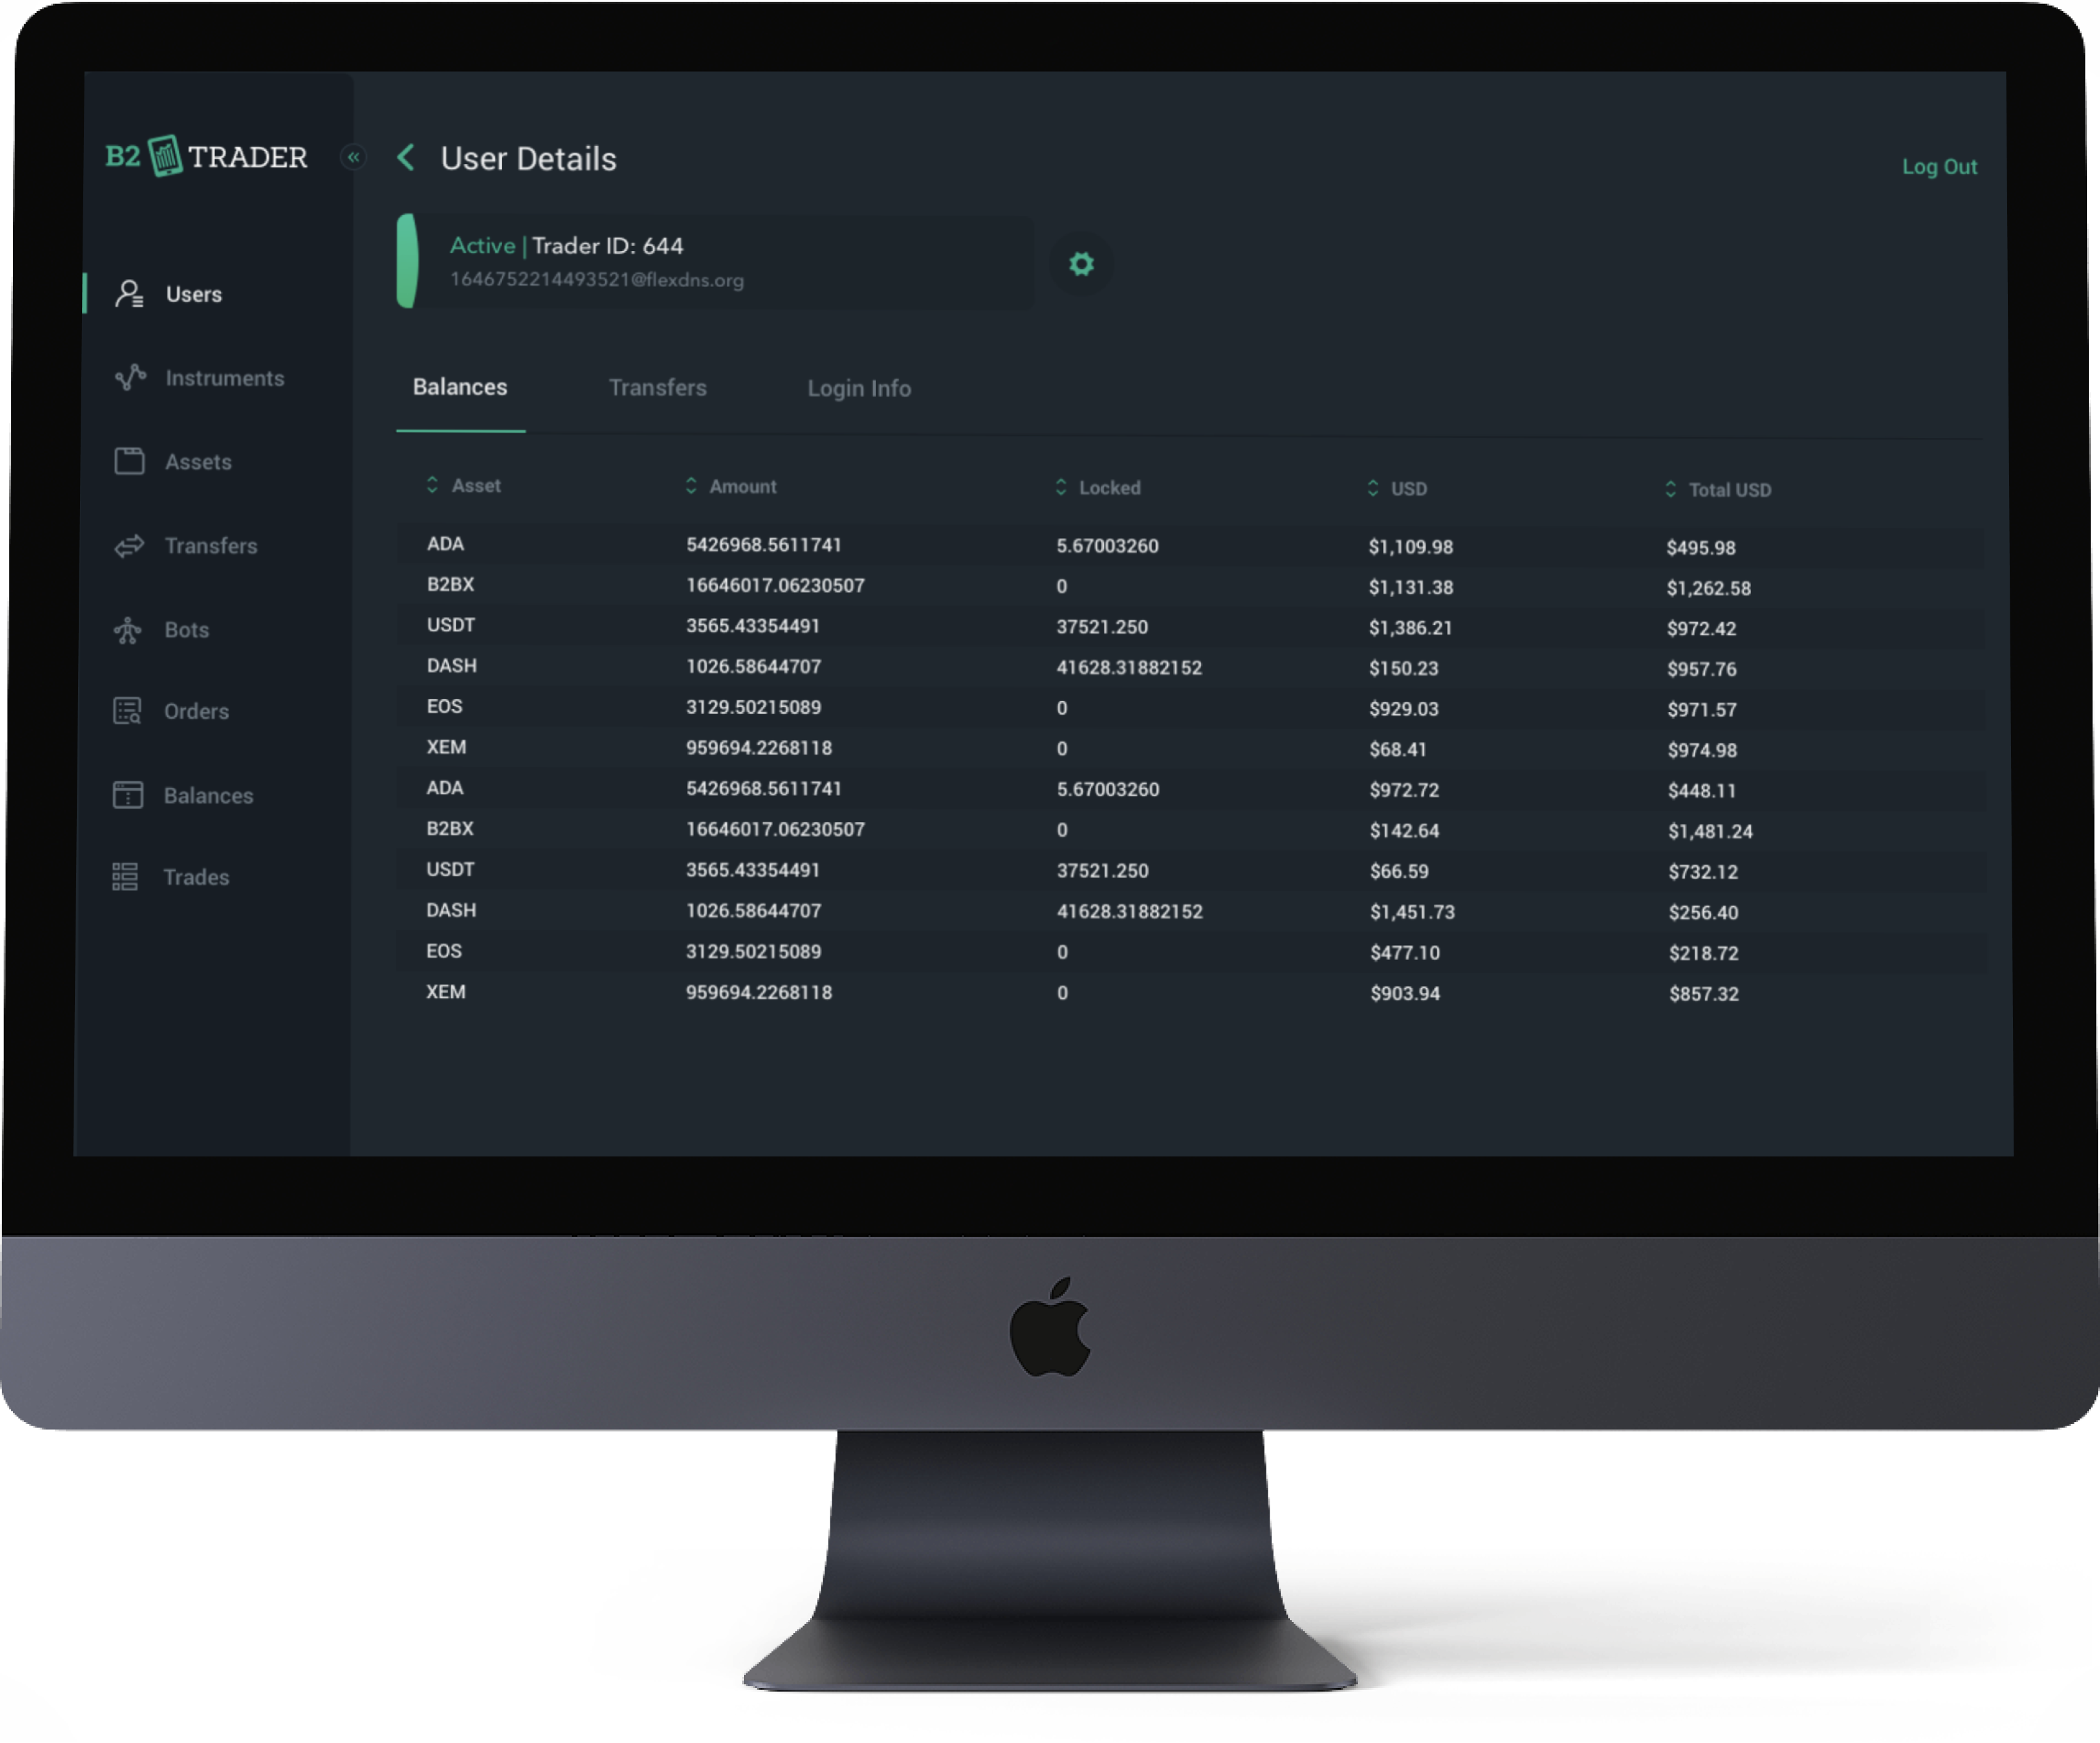 B2 TRADER
«
User Details
Log Out
Active | Trader ID: 644
1646752214493521@flexdns.org
Users
Instruments
Assets
Transfers
Bots
Orders
Balances
Trades
Balances Transfers Login Info
Asset Amount Locked USD Total USD
ADA 5426968.5611741 5.67003260 $1,109.98 $495.98
B2BX 16646017.06230507 0 $1,131.38 $1,262.58
USDT 3565.43354491 37521.250 $1,386.21 $972.42
DASH 1026.58644707 41628.31882152 $150.23 $957.76
EOS 3129.50215089 0 $929.03 $971.57
XEM 959694.2268118 0 $68.41 $974.98
ADA 5426968.5611741 5.67003260 $972.72 $448.11
B2BX 16646017.06230507 0 $142.64 $1,481.24
USDT 3565.43354491 37521.250 $66.59 $732.12
DASH 1026.58644707 41628.31882152 $1,451.73 $256.40
EOS 3129.50215089 0 $477.10 $218.72
XEM 959694.2268118 0 $903.94 $857.32